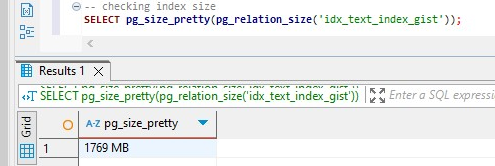 -- checking index size
SELECT pg_size_pretty(pg_relation_size('idx_text_index_gist'));
Results 1
SELECT pg_size_pretty(pg_relation_size('idx_text_index_gist'))
Enter a SQL expressi
Grid
A-Z pg_size_pretty
1
1769 MB